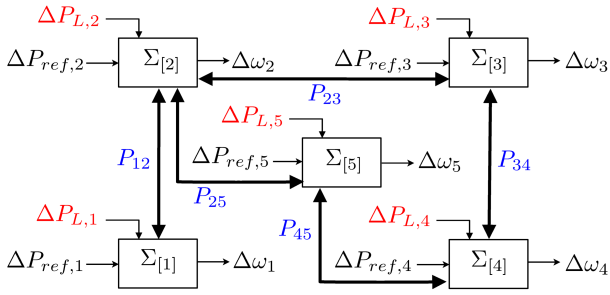 ΔP_{L,2} ΔP_{L,3}
ΔP_{ref,2} Σ_{[2]} Δω_2 ΔP_{ref,3} Σ_{[3]} Δω_3
P_{23}
ΔP_{L,5}
P_{12} ΔP_{ref,5} Σ_{[5]} Δω_5 P_{34}
P_{25}
ΔP_{L,1} P_{45} ΔP_{L,4}
ΔP_{ref,1} Σ_{[1]} Δω_1 ΔP_{ref,4} Σ_{[4]} Δω_4